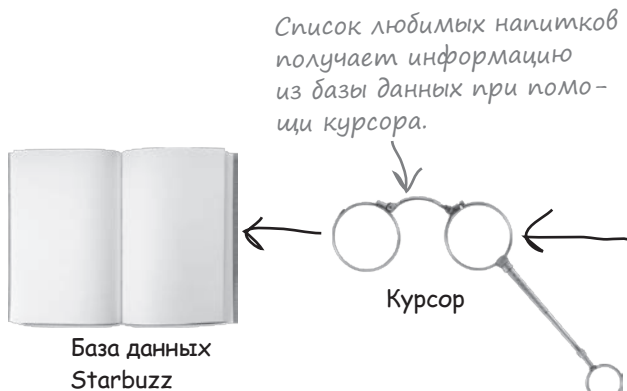 Список любимых напитков
получает информацию
из базы данных при помо-
щи курсора.
Курсор
База данных
Starbuzz